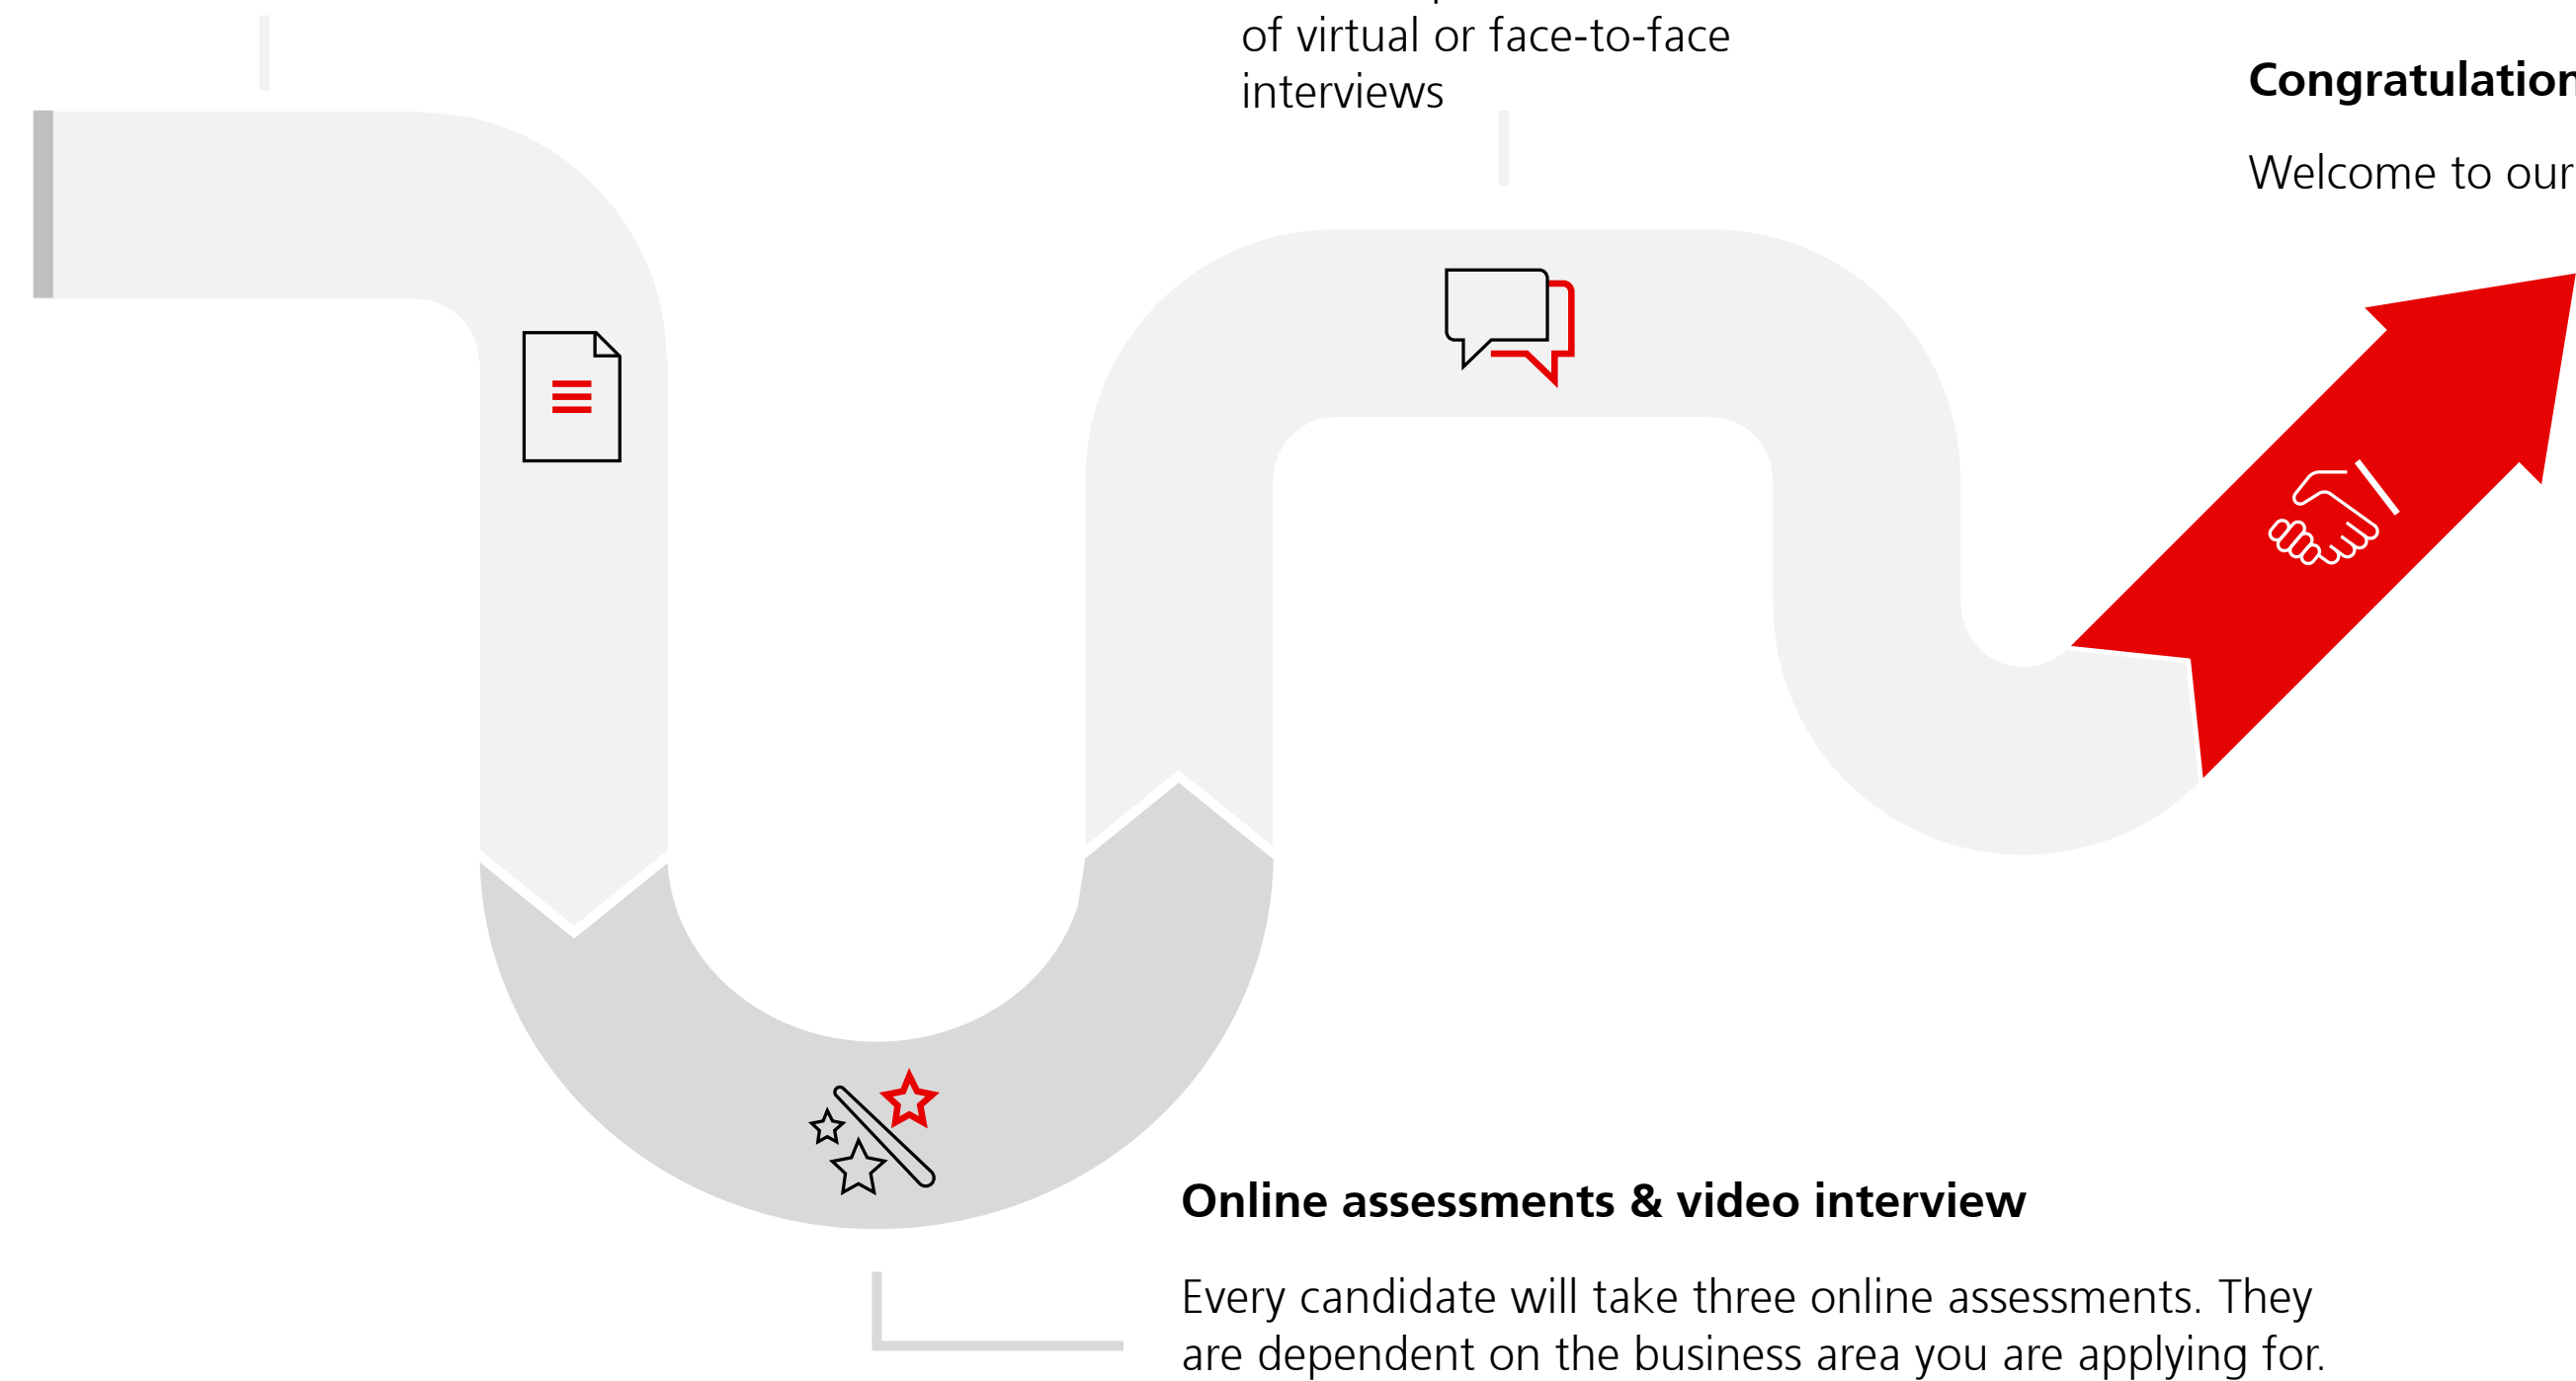 of virtual or face-to-face
interviews
Welcome to our
Online assessments & video interview
Every candidate will take three online assessments. They
are dependent on the business area you are applying for.